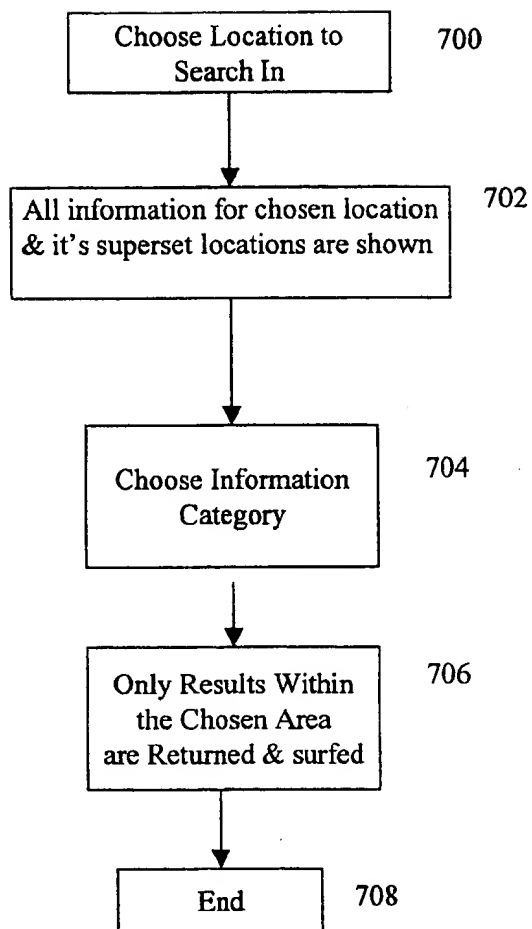 Choose Location to
Search In
700
All information for chosen location
& it's superset locations are shown
702
Choose Information
Category
704
Only Results Within
the Chosen Area
are Returned & surfed
706
End
708